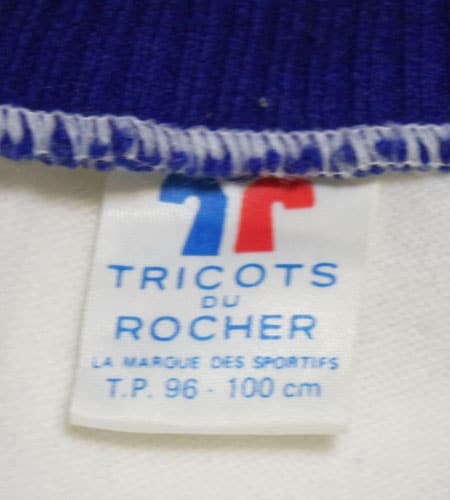 TRICOTS
DU
ROCHER
LA MARQUE DES SPORTIFS
T.P. 96 - 100 cm